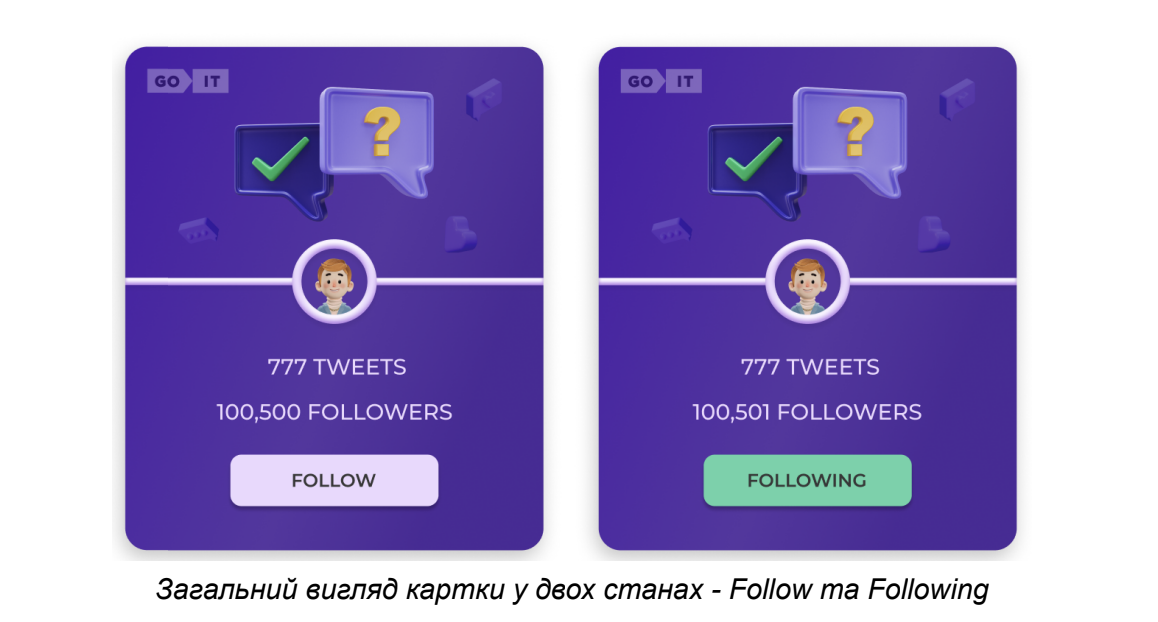 GO IT
777 TWEETS
100,500 FOLLOWERS
FOLLOW
GO IT
777 TWEETS
100,501 FOLLOWERS
FOLLOWING
Загальний вигляд картки у двох станах - Follow та Following